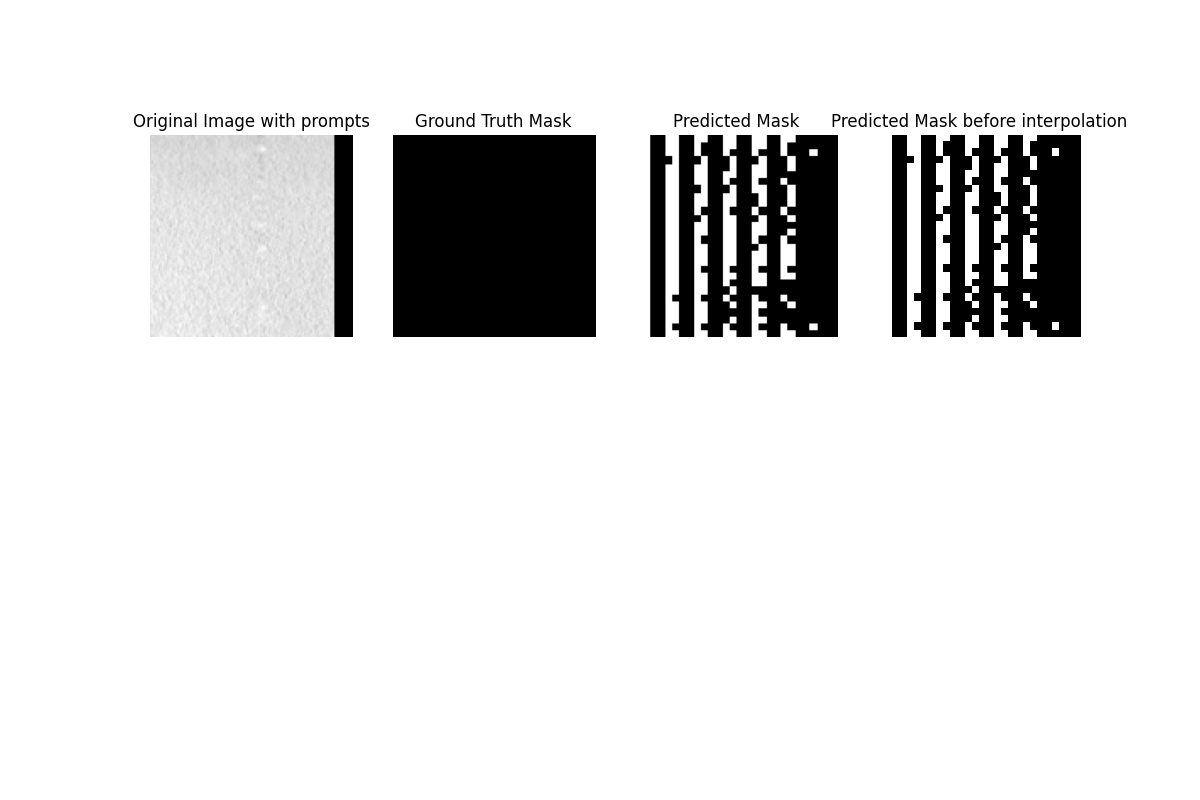 Original Image with prompts
Ground Truth Mask
Predicted Mask
Predicted Mask before interpolation